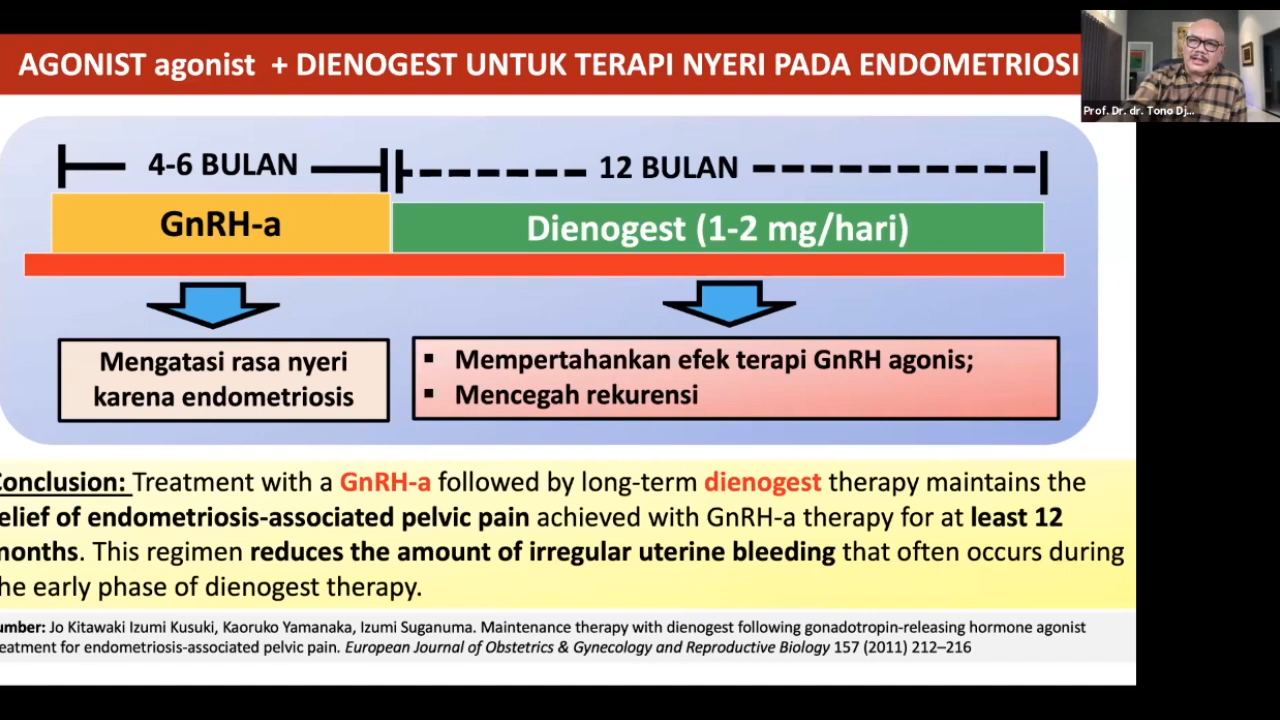 AGONIST agonist + DIENOGEST UNTUK TERAPI NYERI PADA ENDOMETRIOSI
Prof. Dr. dr. Tono Dj...
4-6 BULAN
12 BULAN
GnRH-a
Dienogest (1-2 mg/hari)
Mengatasi rasa nyeri
karena endometriosis
▪ Mempertahankan efek terapi GnRH agonis;
▪ Mencegah rekurensi
Conclusion: Treatment with a GnRH-a followed by long-term dienogest therapy maintains the
elief of endometriosis-associated pelvic pain achieved with GnRH-a therapy for at least 12
months. This regimen reduces the amount of irregular uterine bleeding that often occurs during
he early phase of dienogest therapy.
umber: Jo Kitawaki Izumi Kusuki, Kaoruko Yamanaka, Izumi Suganuma. Maintenance therapy with dienogest following gonadotropin-releasing hormone agonist
eatment for endometriosis-associated pelvic pain. European Journal of Obstetrics & Gynecology and Reproductive Biology 157 (2011) 212–216